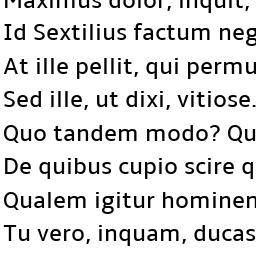 Maximus dolor, inquit,
Id Sextilius factum neg
At ille pellit, qui permu
Sed ille, ut dixi, vitiose.
Quo tandem modo? Qu
De quibus cupio scire q
Qualem igitur hominem
Tu vero, inquam, ducas